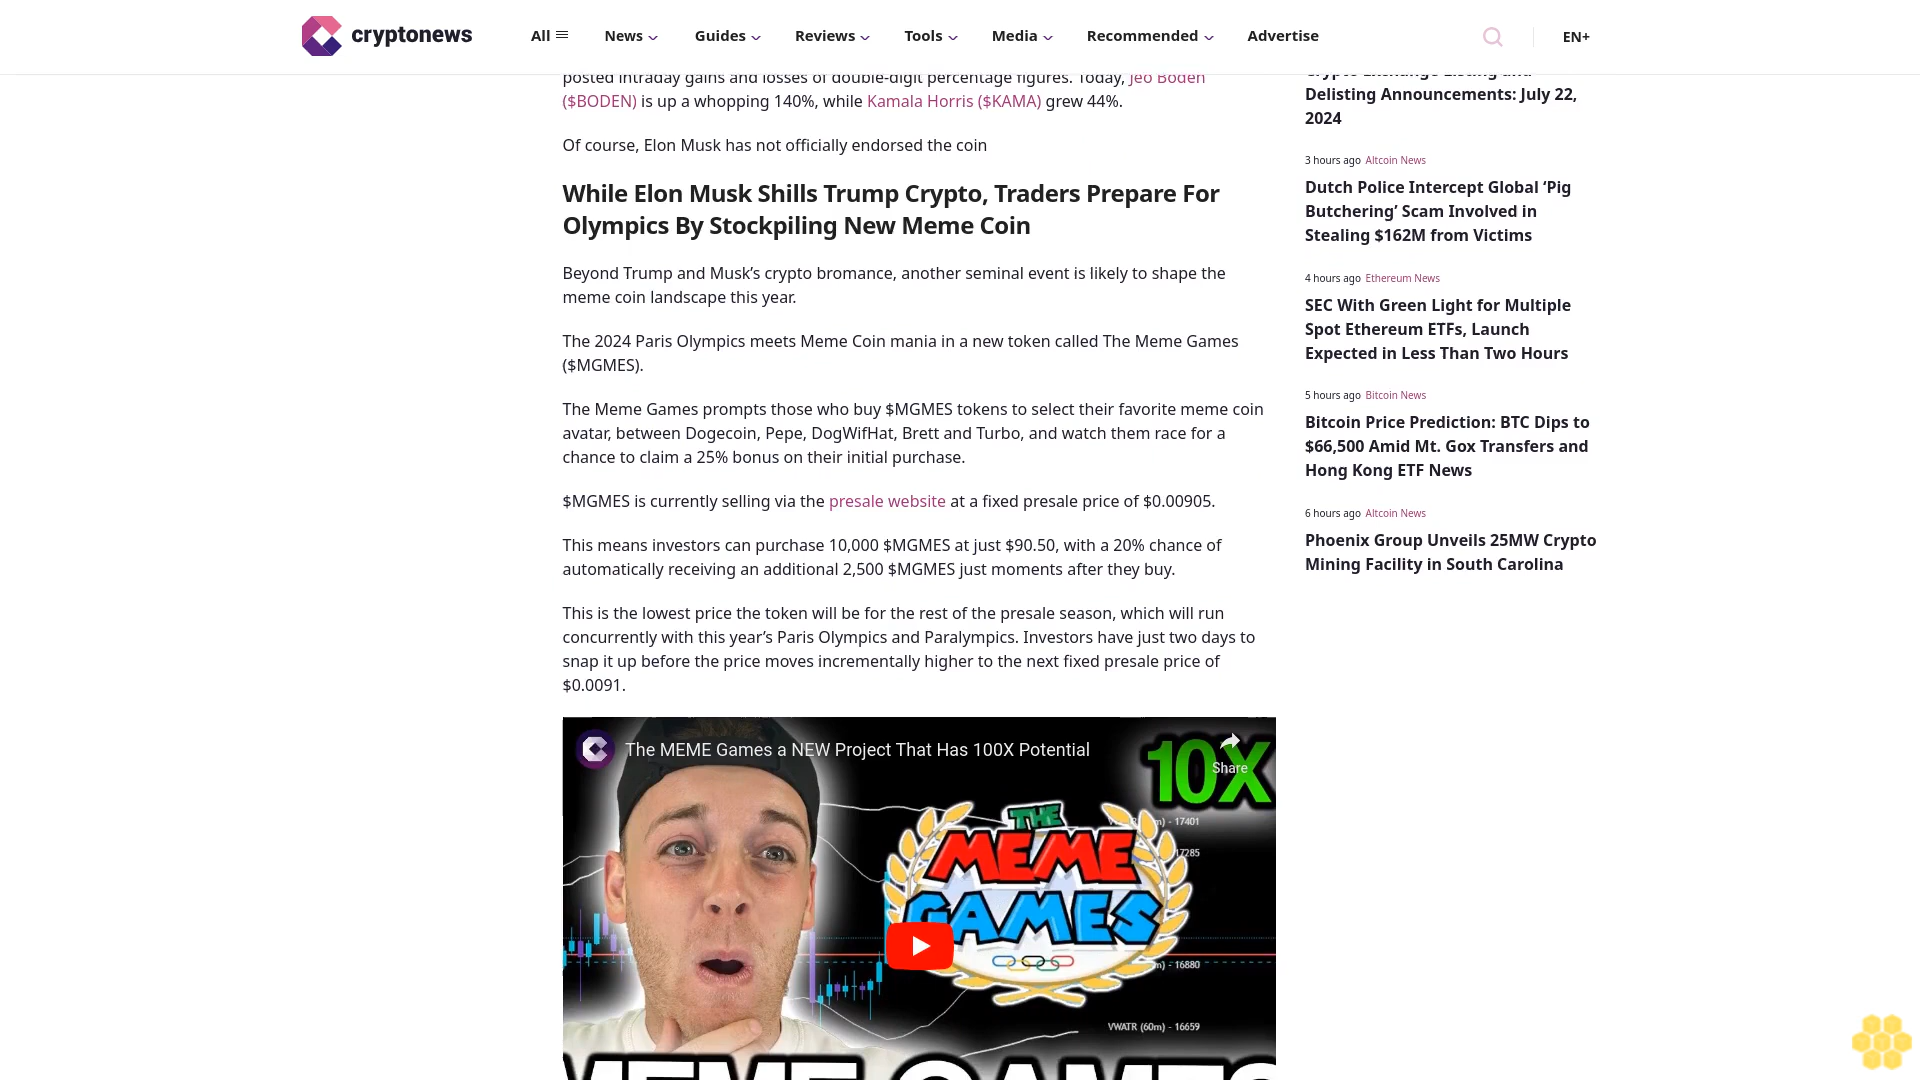 cryptonews
All
News
Guides
Reviews
Tools
Media
Recommended
Advertise
EN+
posted intraday gains and losses of double-digit percentage figures. Today, Jeo Boden
($BODEN) is up a whopping 140%, while Kamala Horris ($KAMA) grew 44%.
Of course, Elon Musk has not officially endorsed the coin
While Elon Musk Shills Trump Crypto, Traders Prepare For
Olympics By Stockpiling New Meme Coin
Beyond Trump and Musk’s crypto bromance, another seminal event is likely to shape the
meme coin landscape this year.
The 2024 Paris Olympics meets Meme Coin mania in a new token called The Meme Games
($MGMES).
The Meme Games prompts those who buy $MGMES tokens to select their favorite meme coin
avatar, between Dogecoin, Pepe, DogWifHat, Brett and Turbo, and watch them race for a
chance to claim a 25% bonus on their initial purchase.
$MGMES is currently selling via the presale website at a fixed presale price of $0.00905.
This means investors can purchase 10,000 $MGMES at just $90.50, with a 20% chance of
automatically receiving an additional 2,500 $MGMES just moments after they buy.
This is the lowest price the token will be for the rest of the presale season, which will run
concurrently with this year’s Paris Olympics and Paralympics. Investors have just two days to
snap it up before the price moves incrementally higher to the next fixed presale price of
$0.0091.
The MEME Games a NEW Project That Has 100X Potential
Share
10X
THE
MEME
GAMES
m) - 17401
17285
m) - 16880
VWATR (60m) - 16659
MEME GAMES
Crypto Exchange Listing and
Delisting Announcements: July 22,
2024
3 hours ago Altcoin News
Dutch Police Intercept Global ‘Pig
Butchering’ Scam Involved in
Stealing $162M from Victims
4 hours ago Ethereum News
SEC With Green Light for Multiple
Spot Ethereum ETFs, Launch
Expected in Less Than Two Hours
5 hours ago Bitcoin News
Bitcoin Price Prediction: BTC Dips to
$66,500 Amid Mt. Gox Transfers and
Hong Kong ETF News
6 hours ago Altcoin News
Phoenix Group Unveils 25MW Crypto
Mining Facility in South Carolina